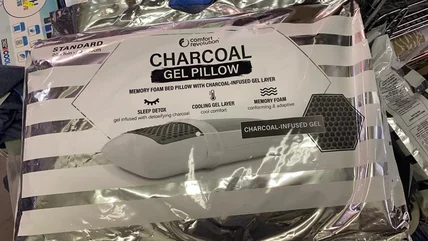 comfort
revolution
STANDARD
CHARCOAL
GEL PILLOW
MEMORY FOAM BED PILLOW WITH CHARCOAL-INFUSED GEL LAYER
SLEEP DETOX
gel infused with detoxifying charcoal
COOLING GEL LAYER
cool comfort
MEMORY FOAM
conforming & adaptive
CHARCOAL-INFUSED GEL